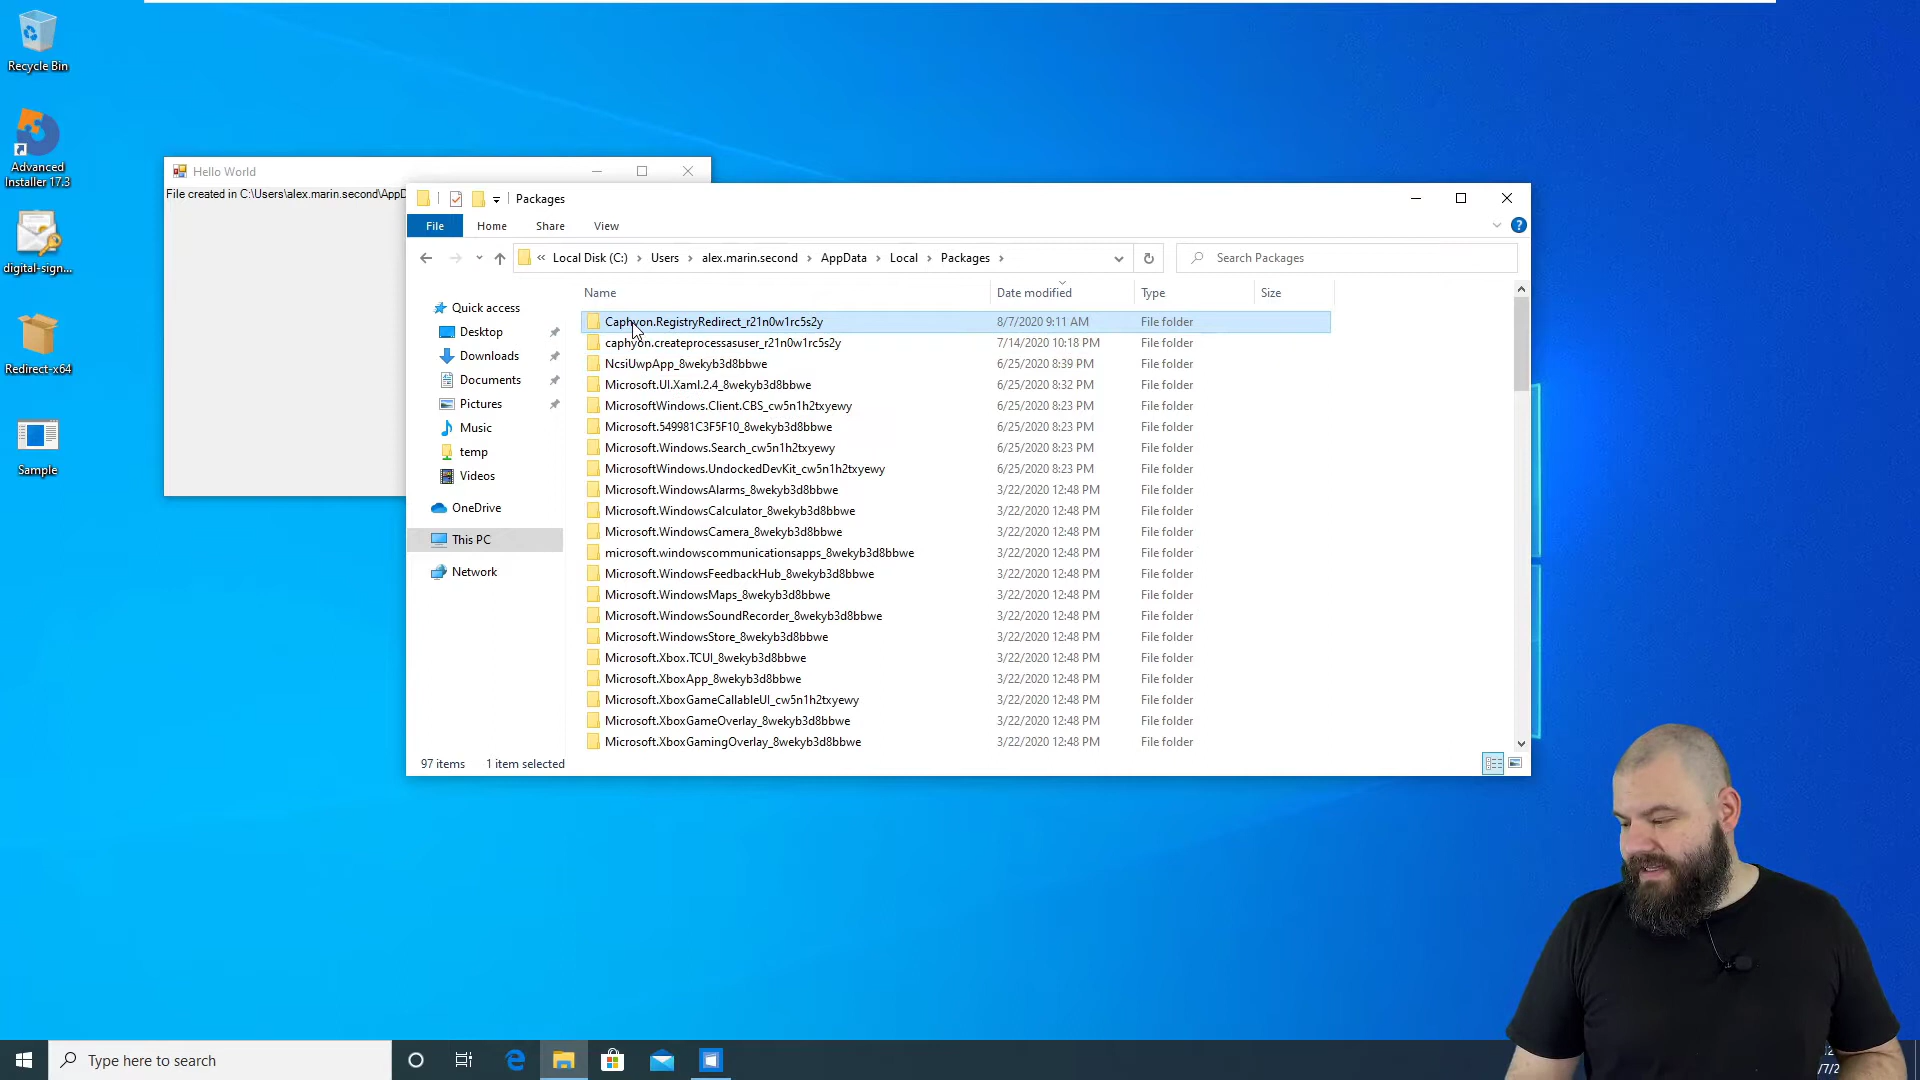 Recycle Bin
Advanced
Installer 17.3
digital-sign...
Redirect-x64
Sample
Hello World
File created in C:\Users\alex.marin.second\AppD
Packages
File Home Share View
« Local Disk (C:) › Users › alex.marin.second › AppData › Local › Packages ›
Search Packages
Quick access
Desktop
Downloads
Documents
Pictures
Music
temp
Videos
OneDrive
This PC
Network
Name Date modified Type Size
Caphyon.RegistryRedirect_r21n0w1rc5s2y 8/7/2020 9:11 AM File folder
caphyon.createprocessasuser_r21n0w1rc5s2y 7/14/2020 10:18 PM File folder
NcsiUwpApp_8wekyb3d8bbwe 6/25/2020 8:39 PM File folder
Microsoft.UI.Xaml.2.4_8wekyb3d8bbwe 6/25/2020 8:32 PM File folder
MicrosoftWindows.Client.CBS_cw5n1h2txyewy 6/25/2020 8:23 PM File folder
Microsoft.549981C3F5F10_8wekyb3d8bbwe 6/25/2020 8:23 PM File folder
Microsoft.Windows.Search_cw5n1h2txyewy 6/25/2020 8:23 PM File folder
MicrosoftWindows.UndockedDevKit_cw5n1h2txyewy 6/25/2020 8:23 PM File folder
Microsoft.WindowsAlarms_8wekyb3d8bbwe 3/22/2020 12:48 PM File folder
Microsoft.WindowsCalculator_8wekyb3d8bbwe 3/22/2020 12:48 PM File folder
Microsoft.WindowsCamera_8wekyb3d8bbwe 3/22/2020 12:48 PM File folder
microsoft.windowscommunicationsapps_8wekyb3d8bbwe 3/22/2020 12:48 PM File folder
Microsoft.WindowsFeedbackHub_8wekyb3d8bbwe 3/22/2020 12:48 PM File folder
Microsoft.WindowsMaps_8wekyb3d8bbwe 3/22/2020 12:48 PM File folder
Microsoft.WindowsSoundRecorder_8wekyb3d8bbwe 3/22/2020 12:48 PM File folder
Microsoft.WindowsStore_8wekyb3d8bbwe 3/22/2020 12:48 PM File folder
Microsoft.Xbox.TCUI_8wekyb3d8bbwe 3/22/2020 12:48 PM File folder
Microsoft.XboxApp_8wekyb3d8bbwe 3/22/2020 12:48 PM File folder
Microsoft.XboxGameCallableUI_cw5n1h2txyewy 3/22/2020 12:48 PM File folder
Microsoft.XboxGameOverlay_8wekyb3d8bbwe 3/22/2020 12:48 PM File folder
Microsoft.XboxGamingOverlay_8wekyb3d8bbwe 3/22/2020 12:48 PM File folder
97 items 1 item selected
Type here to search